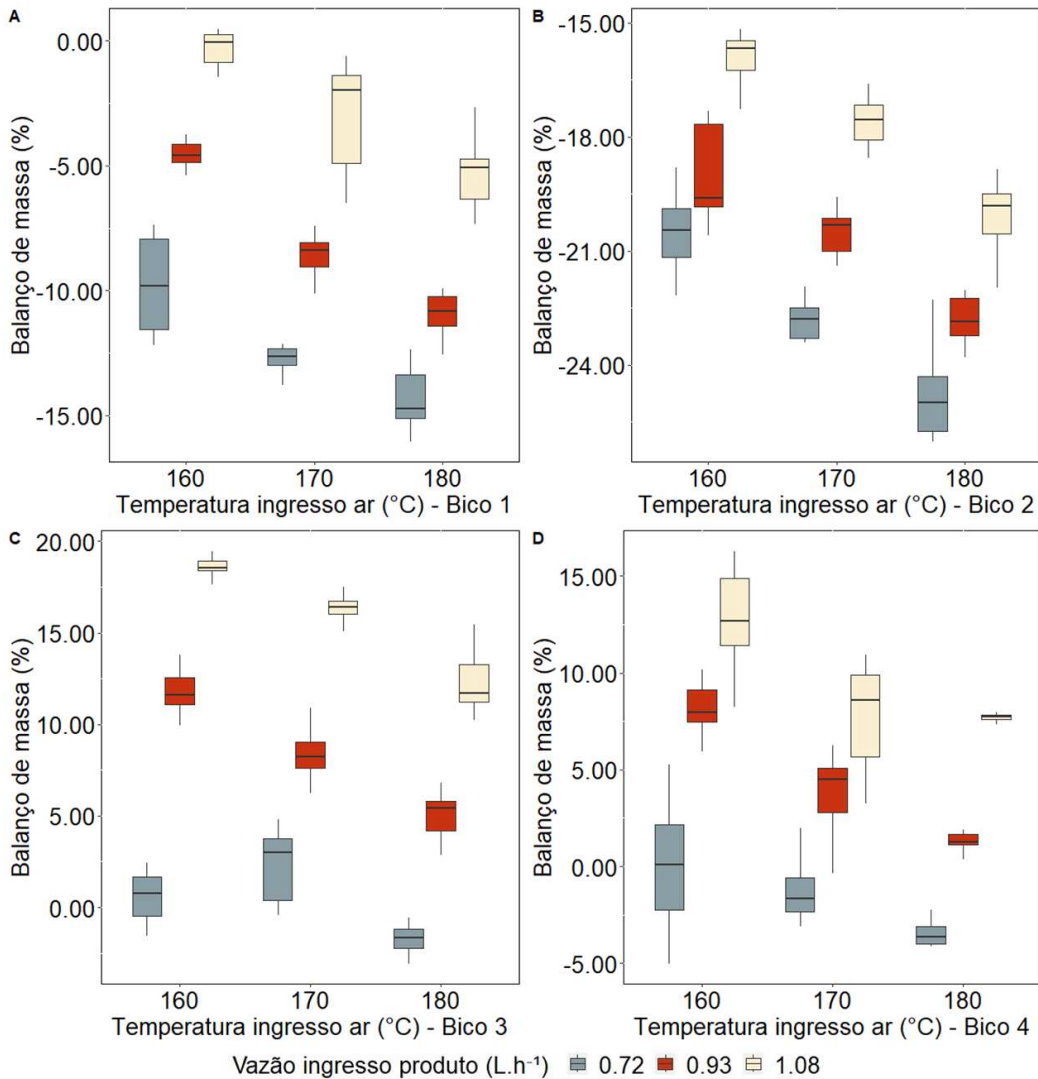 A
Balanço de massa (%)
0.00
-5.00
-10.00
-15.00
160 170 180
Temperatura ingresso ar (°C) - Bico 1
B
Balanço de massa (%)
-15.00
-18.00
-21.00
-24.00
160 170 180
Temperatura ingresso ar (°C) - Bico 2
C
Balanço de massa (%)
20.00
15.00
10.00
5.00
0.00
160 170 180
Temperatura ingresso ar (°C) - Bico 3
D
Balanço de massa (%)
15.00
10.00
5.00
0.00
-5.00
160 170 180
Temperatura ingresso ar (°C) - Bico 4
Vazão ingresso produto (L.h⁻¹) 0.72 0.93 1.08